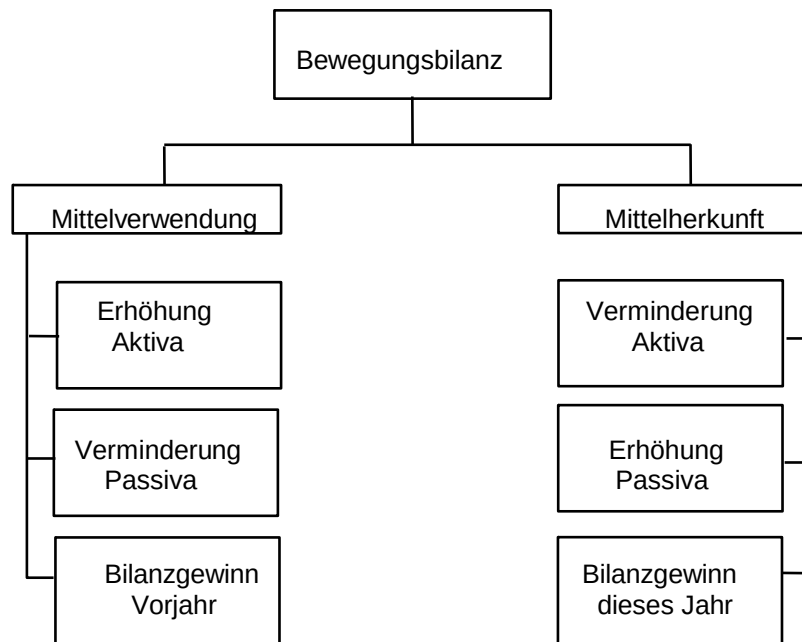 Bewegungsbilanz
Mittelverwendung
Mittelherkunft
Erhöhung
Aktiva
Verminderung
Aktiva
Verminderung
Passiva
Erhöhung
Passiva
Bilanzgewinn
Vorjahr
Bilanzgewinn
dieses Jahr